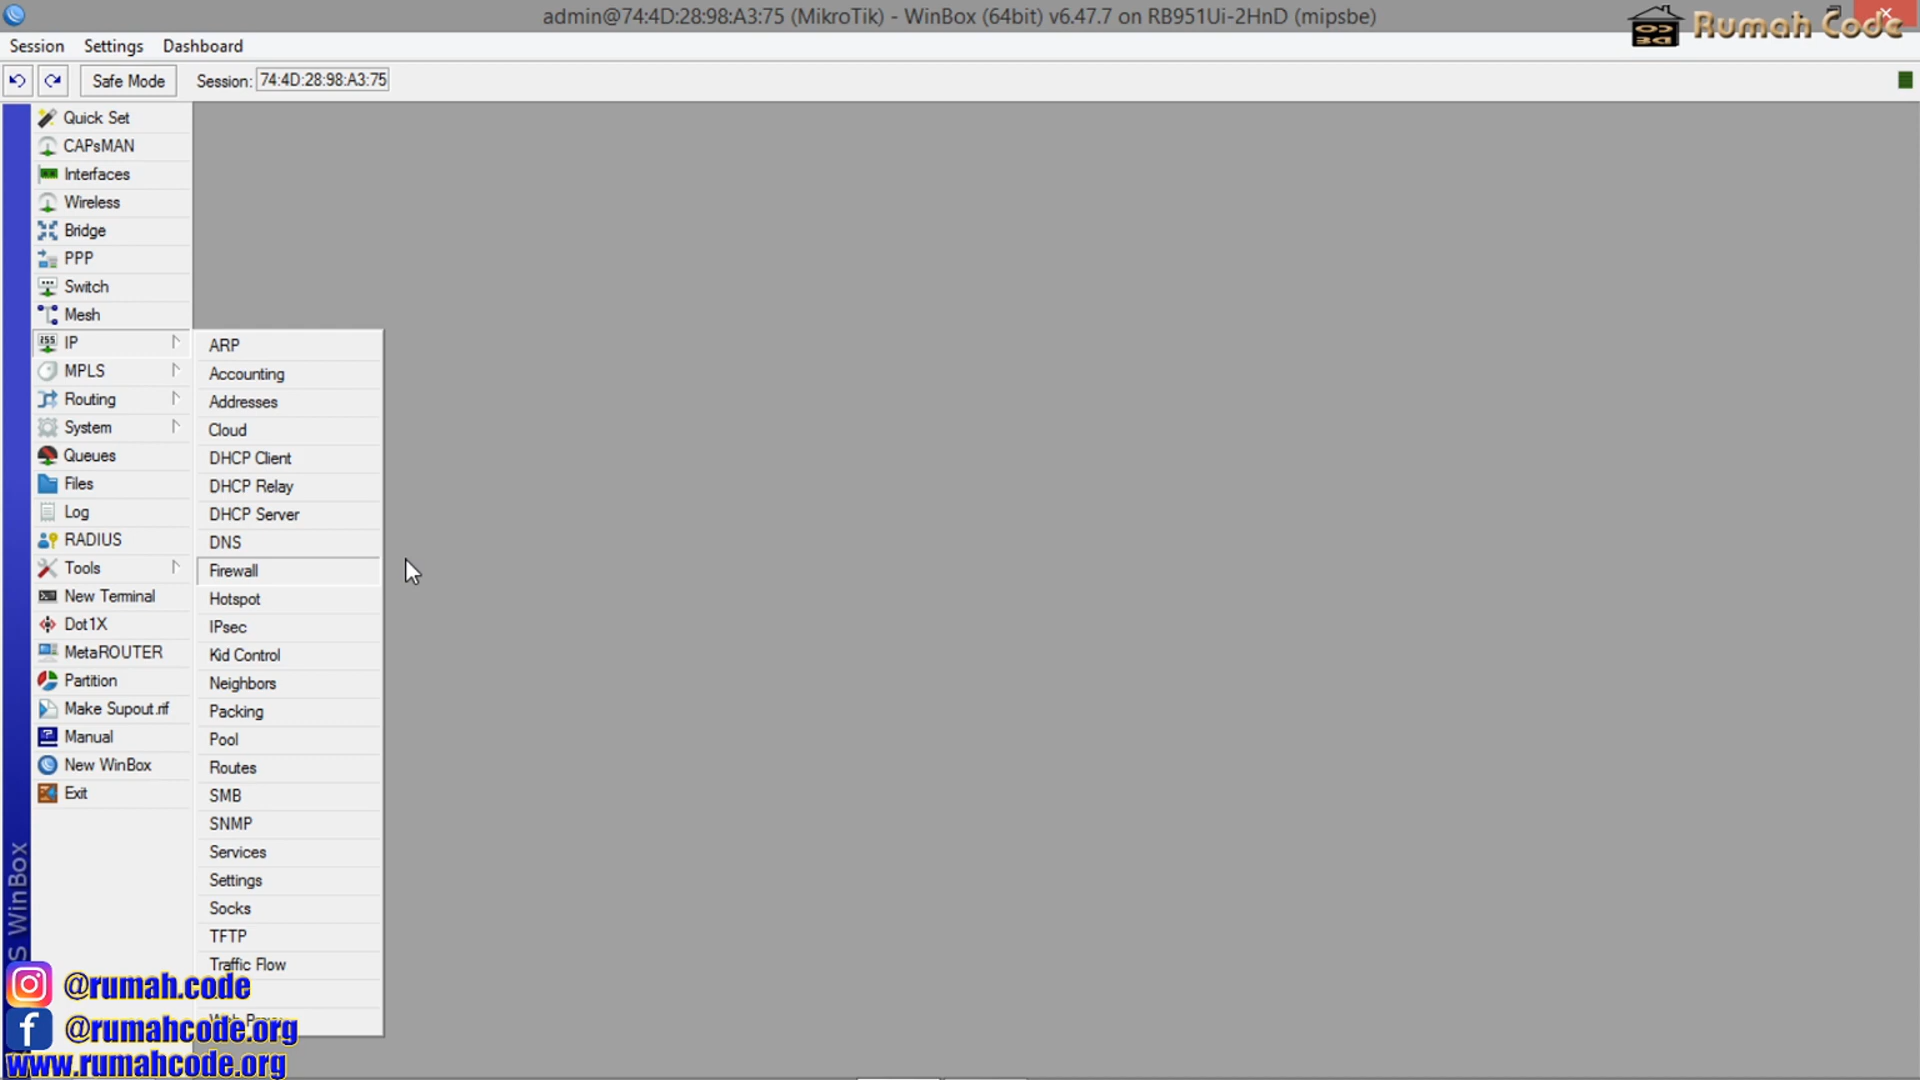 admin@74:4D:28:98:A3:75 (MikroTik) - WinBox (64bit) v6.47.7 on RB951Ui-2HnD (mipsbe)
Rumah Code
CODE
Session Settings Dashboard
Safe Mode Session: 74:4D:28:98:A3:75
Quick Set
CAPsMAN
Interfaces
Wireless
Bridge
PPP
Switch
Mesh
IP
MPLS
Routing
System
Queues
Files
Log
RADIUS
Tools
New Terminal
Dot1X
MetaROUTER
Partition
Make Supout.rif
Manual
New WinBox
Exit
ARP
Accounting
Addresses
Cloud
DHCP Client
DHCP Relay
DHCP Server
DNS
Firewall
Hotspot
IPsec
Kid Control
Neighbors
Packing
Pool
Routes
SMB
SNMP
Services
Settings
Socks
TFTP
Traffic Flow
S WinBox
@rumah.code
@rumahcode.org
www.rumahcode.org